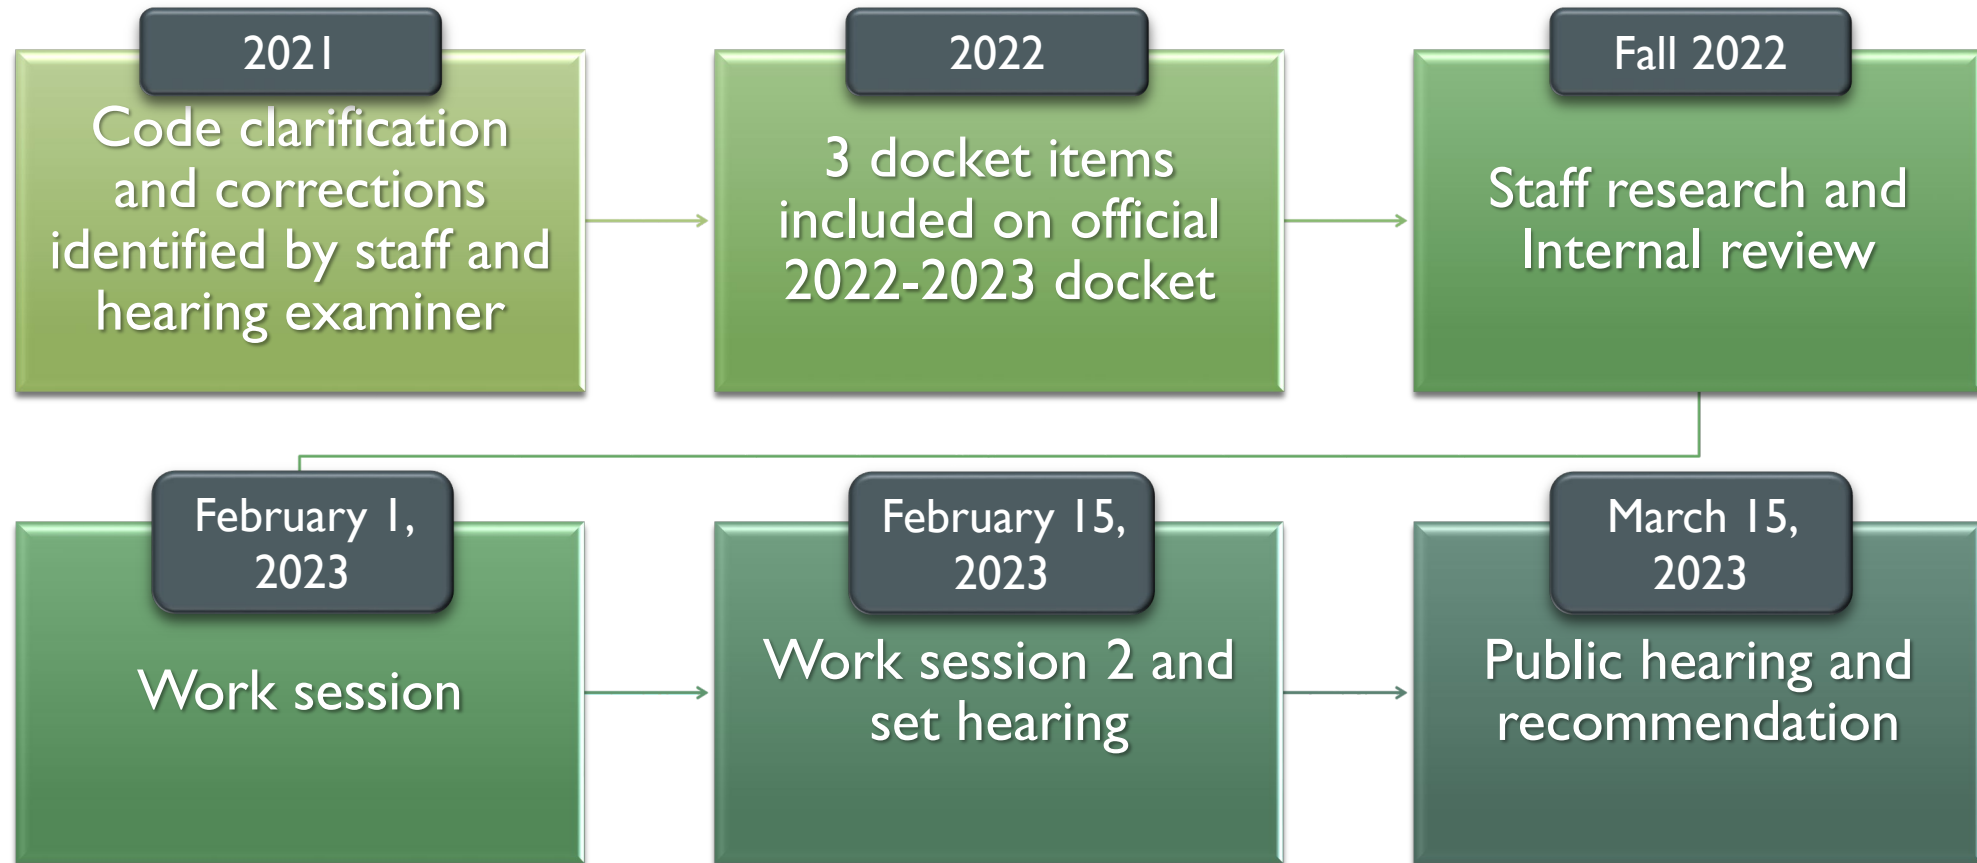 2021
Code clarification
and corrections
identified by staff and
hearing examiner
2022
3 docket items
included on official
2022-2023 docket
Fall 2022
Staff research and
Internal review
February 1,
2023
Work session
February 15,
2023
Work session 2 and
set hearing
March 15,
2023
Public hearing and
recommendation